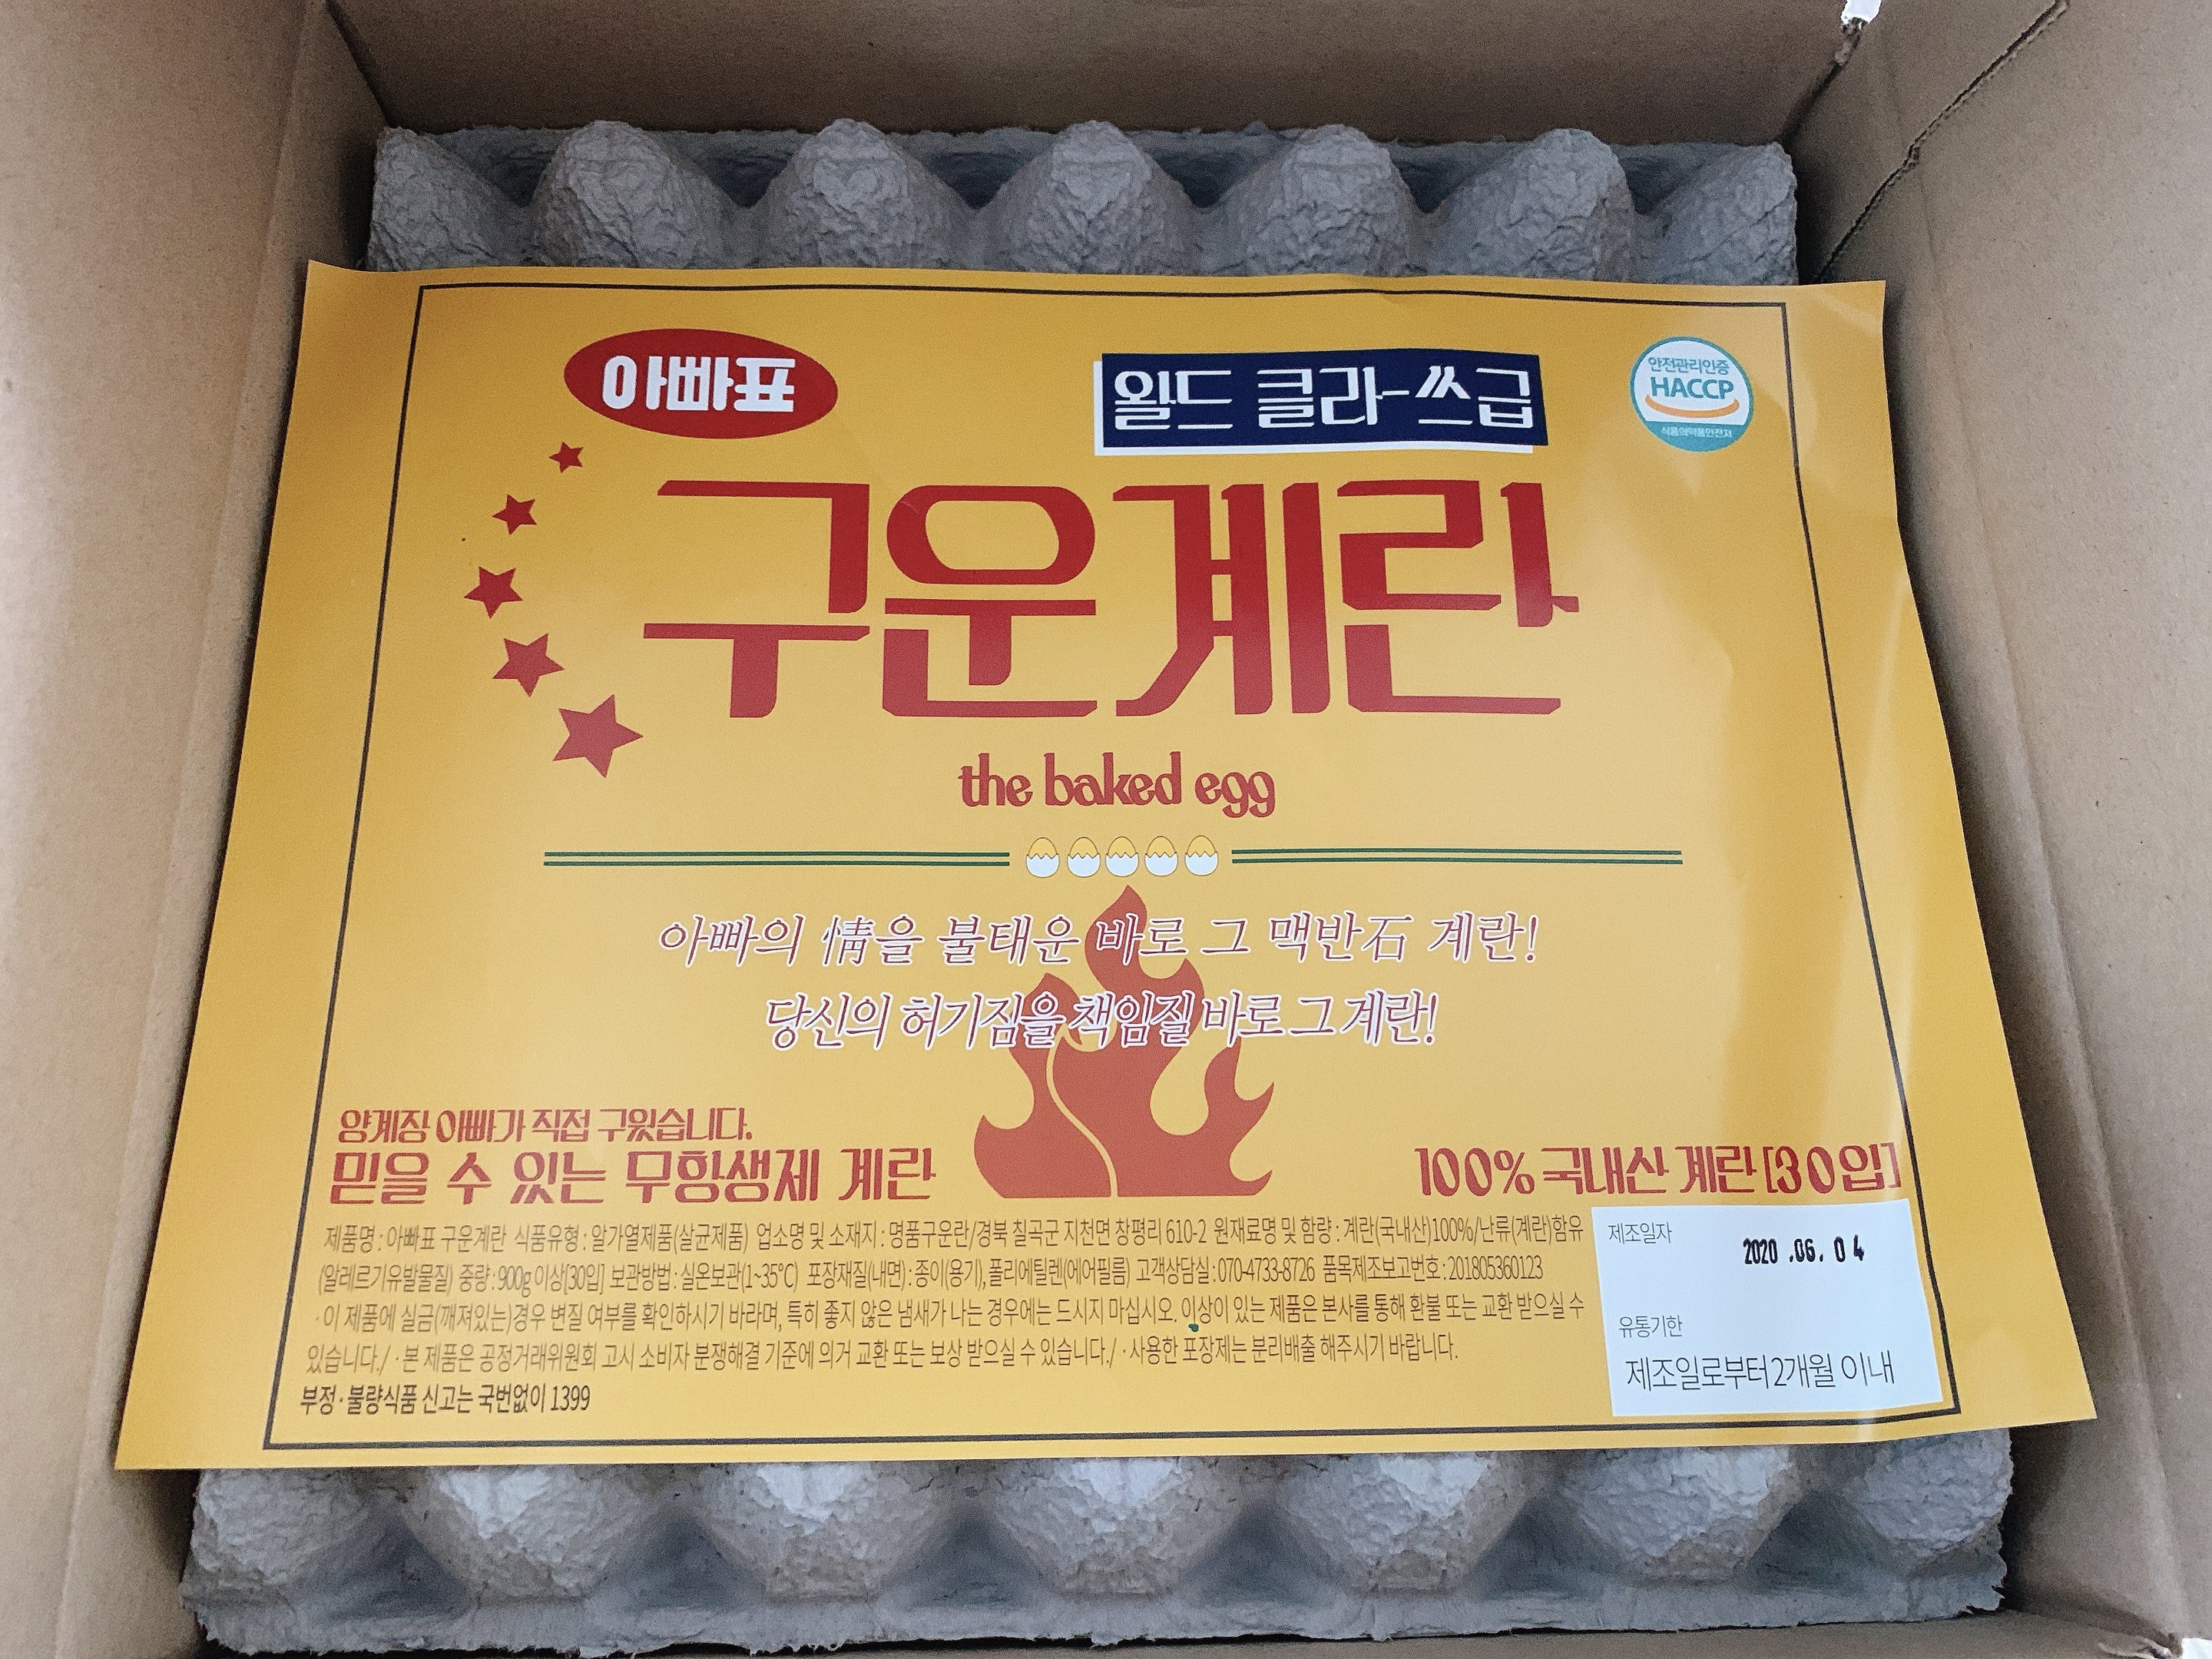 아빠표
왈드 클라-쓰급
안전관리인증
HACCP
식품의약품안전처
구운계란
the baked egg
아빠의 情을 불태운 바로 그 맥반石 계란!
당신의 허기짐을 책임질 바로 그 계란!
양계장 아빠가 직접 구웠습니다.
믿을 수 있는 무항생제 계란
100% 국내산 계란 [30입]
제품명 : 아빠표 구운계란 식품유형 : 알가열제품(살균제품) 업소명 및 소재지 : 명품구운란/경북 칠곡군 지천면 창평리 610-2 원재료명 및 함량 : 계란(국내산)100%/난류(계란)함유
(알레르기유발물질) 중량 : 900g 이상[30입] 보관방법 : 실온보관(1~35℃) 포장재질(내면) : 종이(용기), 폴리에틸렌(에어필름) 고객상담실 : 070-4733-8726 품목제조보고번호 : 201805360123
· 이 제품에 실금(깨져있는)경우 변질 여부를 확인하시기 바라며, 특히 좋지 않은 냄새가 나는 경우에는 드시지 마십시오. 이상이 있는 제품은 본사를 통해 환불 또는 교환 받으실 수
있습니다./ · 본 제품은 공정거래위원회 고시 소비자 분쟁해결 기준에 의거 교환 또는 보상 받으실 수 있습니다./ · 사용한 포장제는 분리배출 해주시기 바랍니다.
부정 · 불량식품 신고는 국번없이 1399
제조일자
2020 .06. 04
유통기한
제조일로부터 2개월 이내